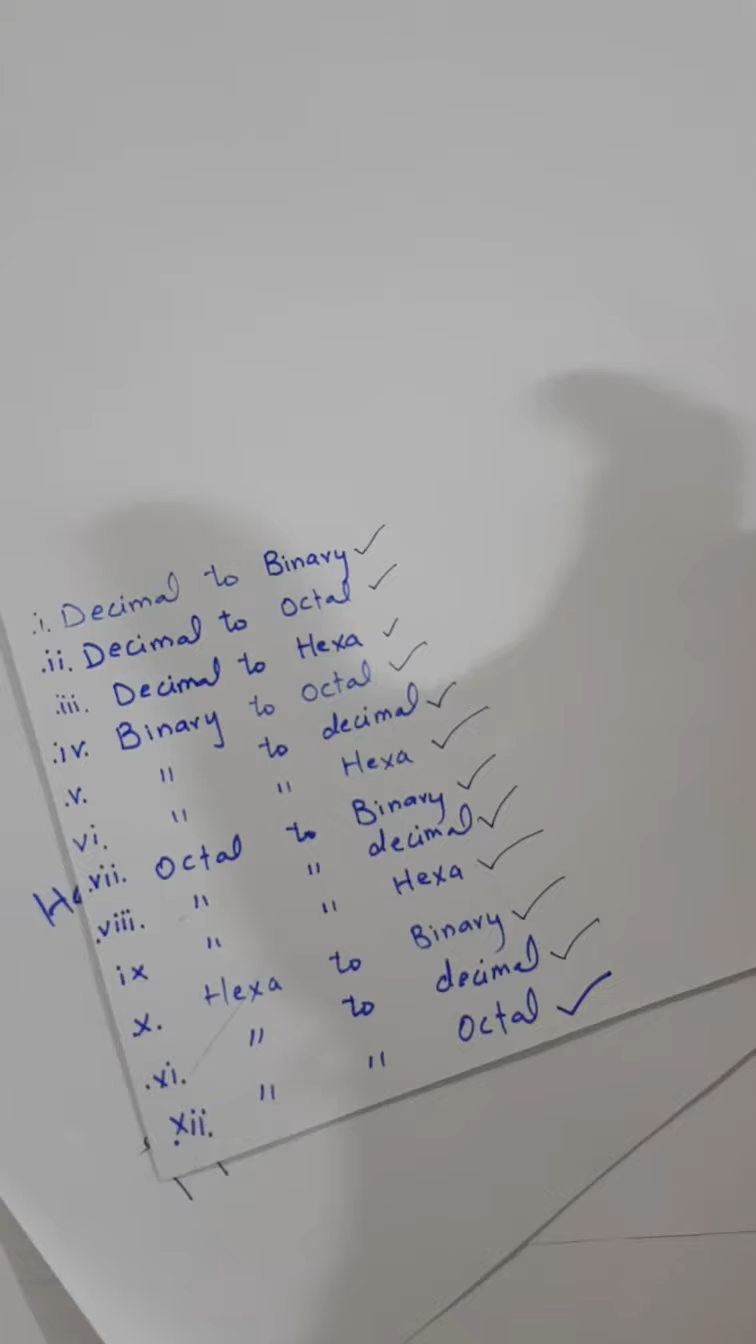 .i. Decimal to Binary ✓
.ii. Decimal to Octal ✓
.iii. Decimal to Hexa ✓
.iv. Binary to Octal ✓
.v. " to decimal ✓
vi. " " Hexa ✓
.vii. Octal to Binary ✓
.viii. " " decimal ✓
ix " " Hexa ✓
x. Hexa to Binary ✓
.xi. " to decimal ✓
.xii. " " Octal ✓